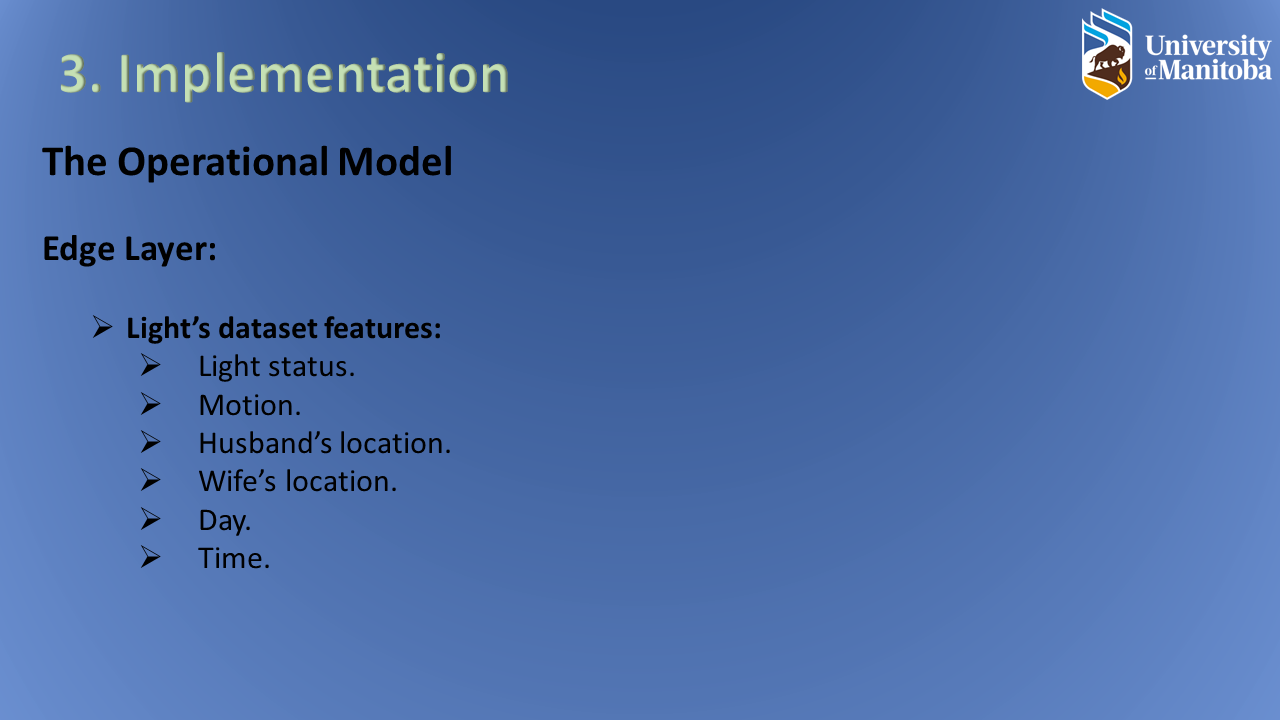 3. Implementation
University
of Manitoba
The Operational Model
Edge Layer:
➢ Light’s dataset features:
➢ Light status.
➢ Motion.
➢ Husband’s location.
➢ Wife’s location.
➢ Day.
➢ Time.